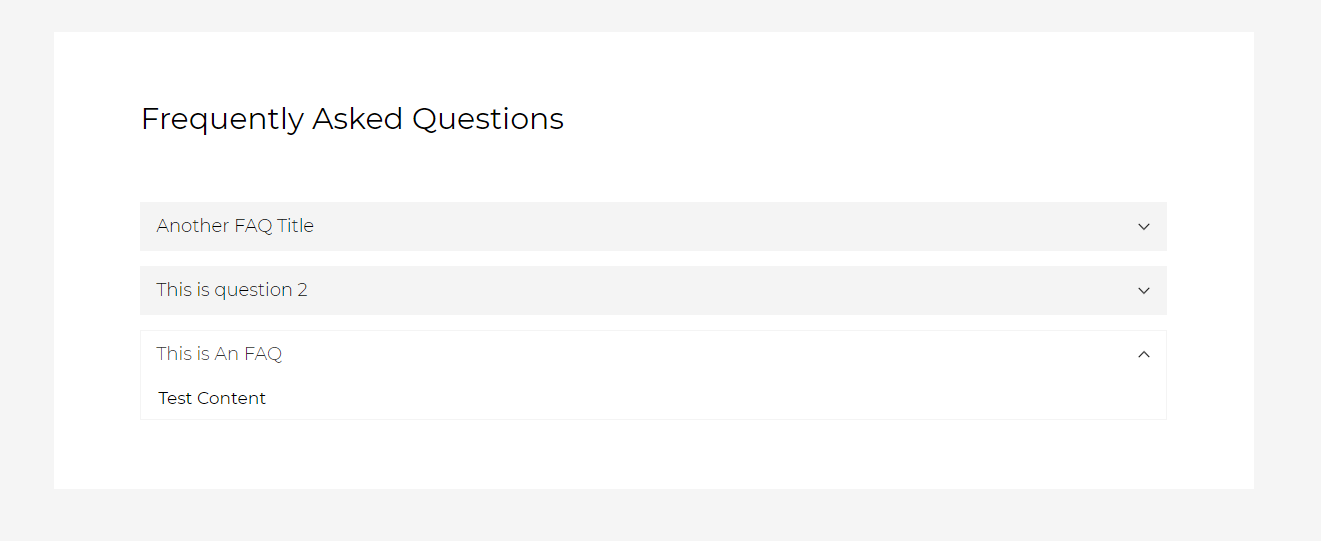 Frequently Asked Questions
Another FAQ Title
This is question 2
This is An FAQ
Test Content